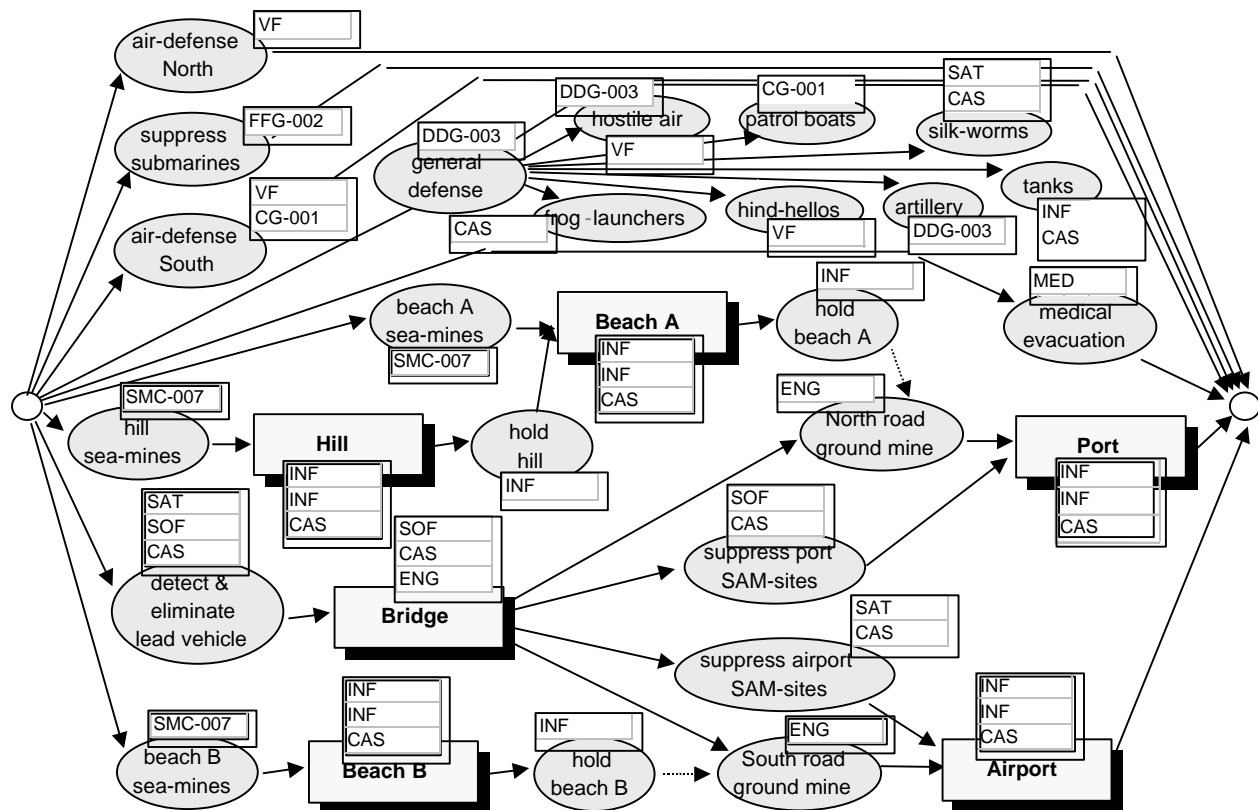 VF
air-defense
North
FFG-002
suppress
submarines
VF
CG-001
air-defense
South
DDG-003
general
defense
DDG-003
hostile air
VF
CG-001
patrol boats
SAT
CAS
silk-worms
tanks
INF
CAS
frog-launchers
CAS
hind-hellos
VF
artillery
DDG-003
MED
medical
evacuation
beach A
sea-mines
SMC-007
Beach A
INF
INF
CAS
INF
hold
beach A
SMC-007
hill
sea-mines
Hill
INF
INF
CAS
hold
hill
INF
ENG
North road
ground mine
Port
INF
INF
CAS
SAT
SOF
CAS
detect &
eliminate
lead vehicle
SOF
CAS
ENG
Bridge
SOF
CAS
suppress port
SAM-sites
SAT
CAS
suppress airport
SAM-sites
SMC-007
beach B
sea-mines
INF
INF
CAS
Beach B
INF
hold
beach B
ENG
South road
ground mine
INF
INF
CAS
Airport